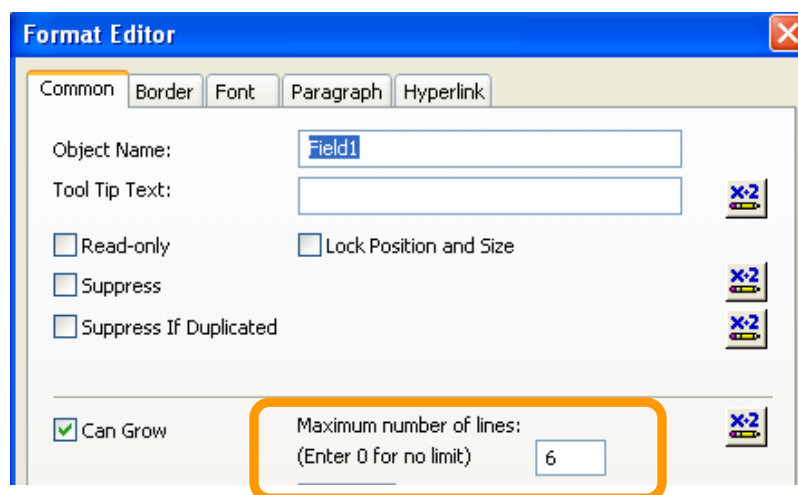 Format Editor
Common Border Font Paragraph Hyperlink
Object Name: Field1
Tool Tip Text: X+2
Read-only Lock Position and Size
Suppress X+2
Suppress If Duplicated X+2
Can Grow Maximum number of lines: X+2
(Enter 0 for no limit) 6